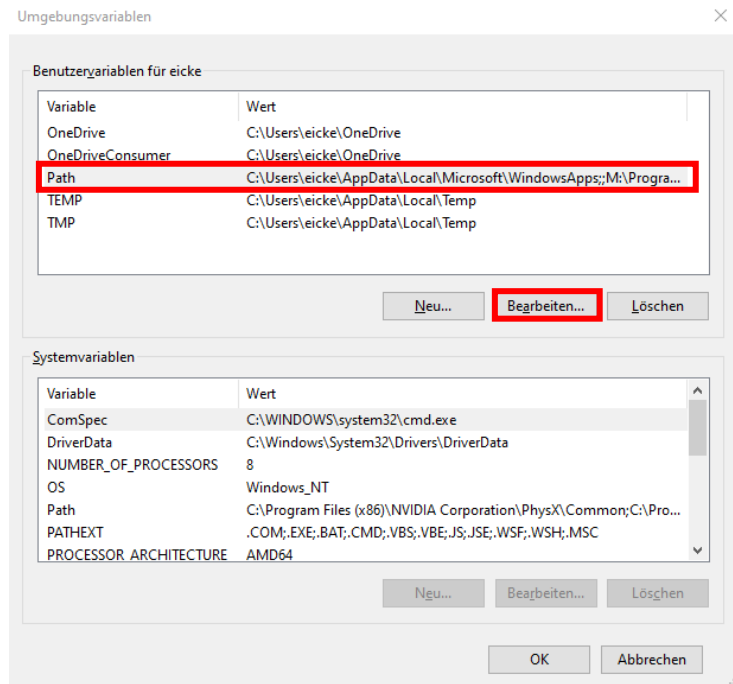 Umgebungsvariablen
Benutzervariablen für eicke
Variable Wert
OneDrive C:\Users\eicke\OneDrive
OneDriveConsumer C:\Users\eicke\OneDrive
Path C:\Users\eicke\AppData\Local\Microsoft\WindowsApps;;M:\Progra...
TEMP C:\Users\eicke\AppData\Local\Temp
TMP C:\Users\eicke\AppData\Local\Temp
Neu... Bearbeiten... Löschen
Systemvariablen
Variable Wert
ComSpec C:\WINDOWS\system32\cmd.exe
DriverData C:\Windows\System32\Drivers\DriverData
NUMBER_OF_PROCESSORS 8
OS Windows_NT
Path C:\Program Files (x86)\NVIDIA Corporation\PhysX\Common;C:\Pro...
PATHEXT .COM;.EXE;.BAT;.CMD;.VBS;.VBE;.JS;.JSE;.WSF;.WSH;.MSC
PROCESSOR_ARCHITECTURE AMD64
Neu... Bearbeiten... Löschen
OK Abbrechen